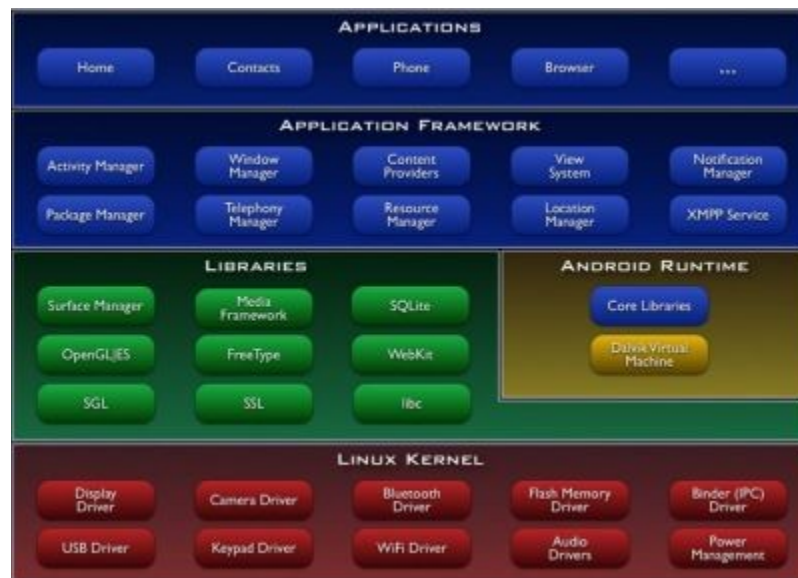 APPLICATIONS
Home
Contacts
Phone
Browser
...
APPLICATION FRAMEWORK
Activity Manager
Window
Manager
Content
Providers
View
System
Notification
Manager
Package Manager
Telephony
Manager
Resource
Manager
Location
Manager
XMPP Service
LIBRARIES
Surface Manager
Media
Framework
SQLite
OpenGL|ES
FreeType
WebKit
SGL
SSL
libc
ANDROID RUNTIME
Core Libraries
Dalvik Virtual
Machine
LINUX KERNEL
Display
Driver
Camera Driver
Bluetooth
Driver
Flash Memory
Driver
Binder (IPC)
Driver
USB Driver
Keypad Driver
WiFi Driver
Audio
Drivers
Power
Management